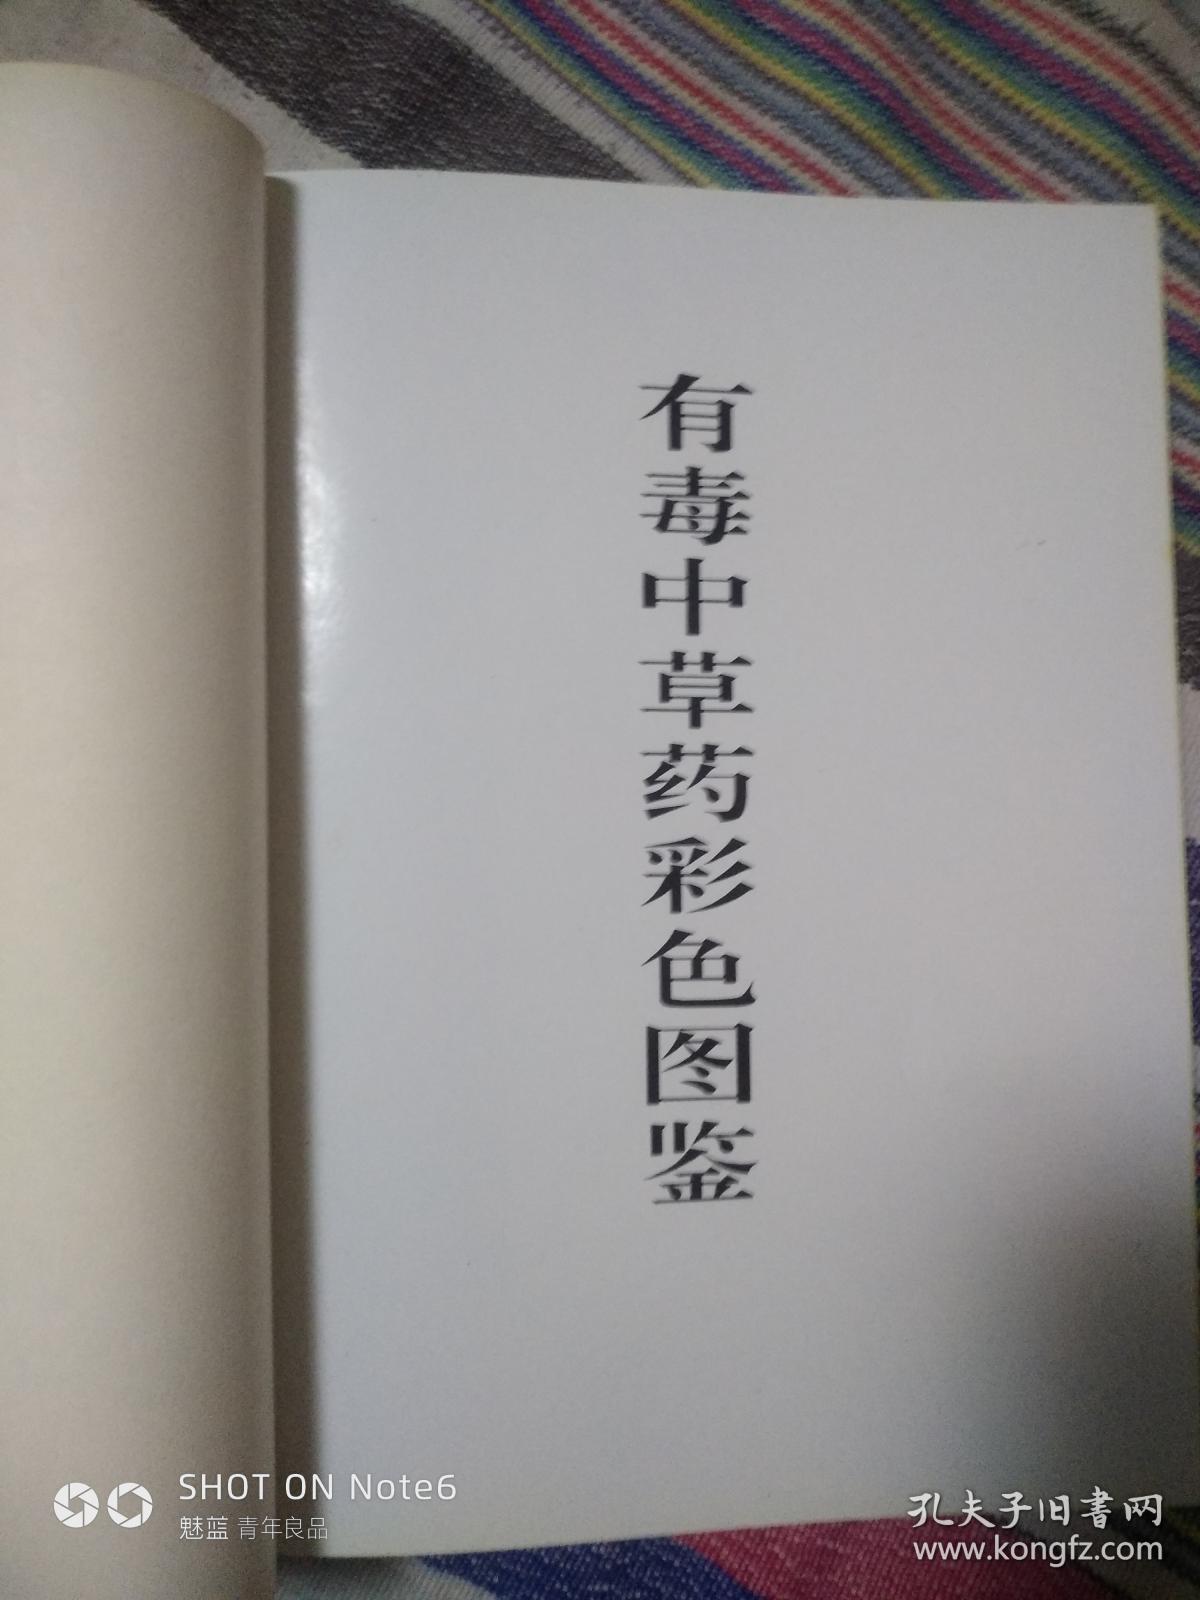 有毒中草药彩色图鉴
SHOT ON Note6
魅蓝 青年良品
孔夫子旧书网
www.kongfz.com